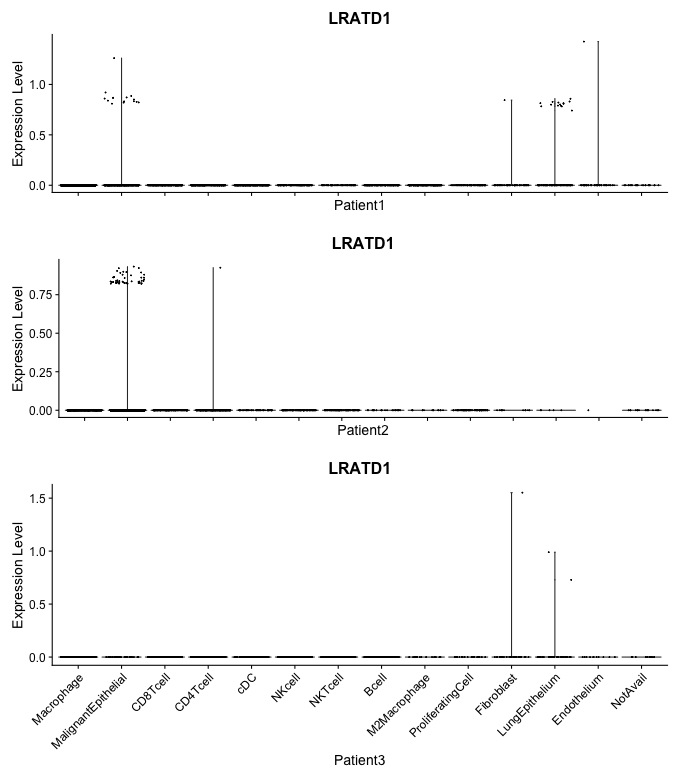 LRATD1
Expression Level
1.0
0.5
0.0
Patient1
LRATD1
Expression Level
0.75
0.50
0.25
0.00
Patient2
LRATD1
Expression Level
1.5
1.0
0.5
0.0
Macrophage
MalignantEpithelial
CD8Tcell
CD4Tcell
cDC
NKcell
NKTcell
Bcell
M2Macrophage
ProliferatingCell
Fibroblast
LungEpithelium
Endothelium
NotAvail
Patient3